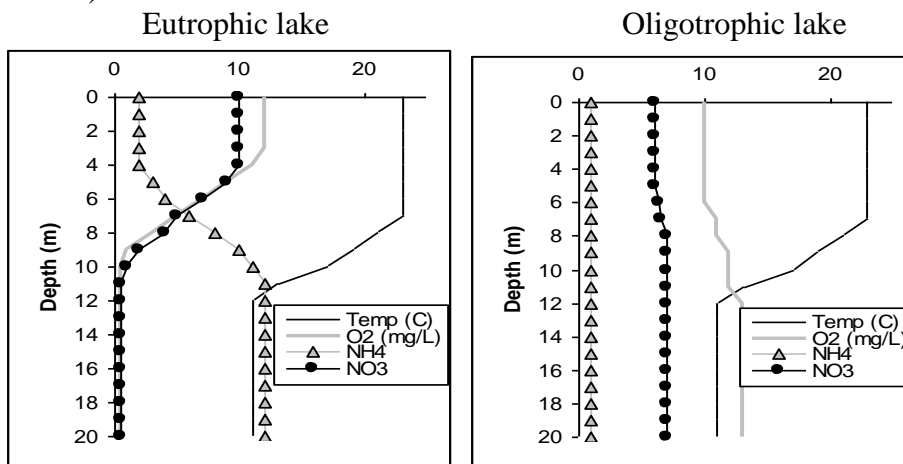 )
Eutrophic lake
0 10 20
0
2
4
6
8
10
12
14
16
18
20
Depth (m)
Temp (C)
O2 (mg/L)
NH4
NO3
Oligotrophic lake
0 10 20
0
2
4
6
8
10
12
14
16
18
20
Depth (m)
Temp (C)
O2 (mg/L)
NH4
NO3